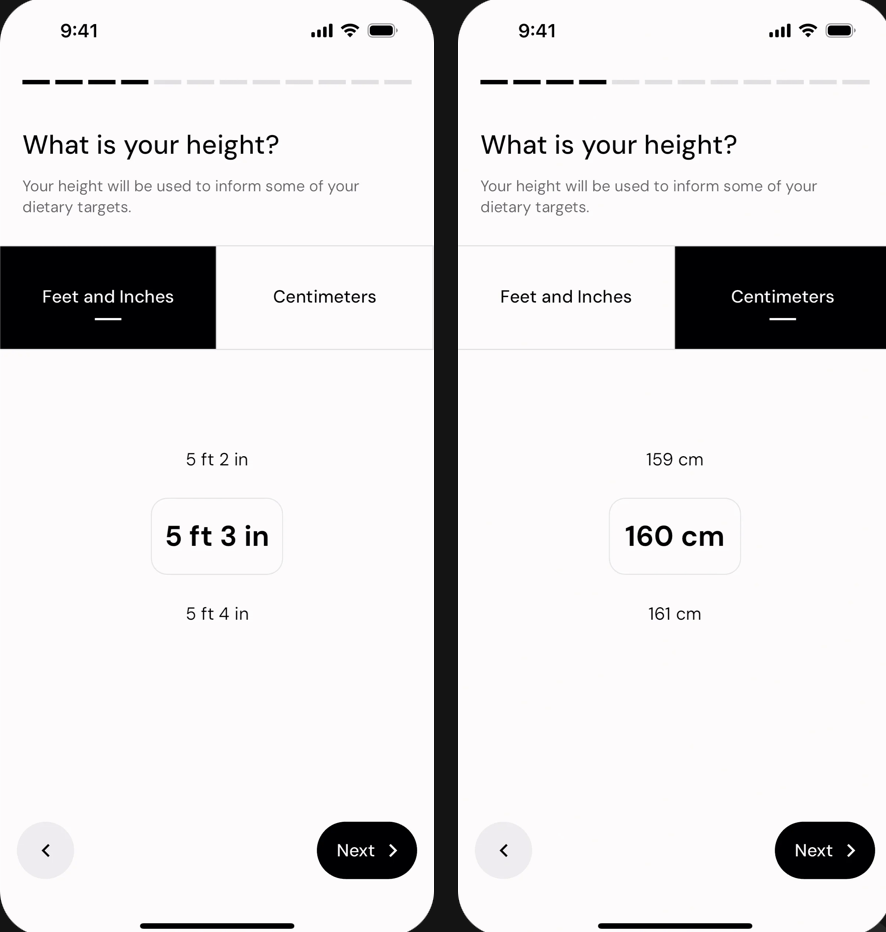 9:41
What is your height?
Your height will be used to inform some of your
dietary targets.
Feet and Inches
Centimeters
5 ft 2 in
5 ft 3 in
5 ft 4 in
Next
9:41
What is your height?
Your height will be used to inform some of your
dietary targets.
Feet and Inches
Centimeters
159 cm
160 cm
161 cm
Next